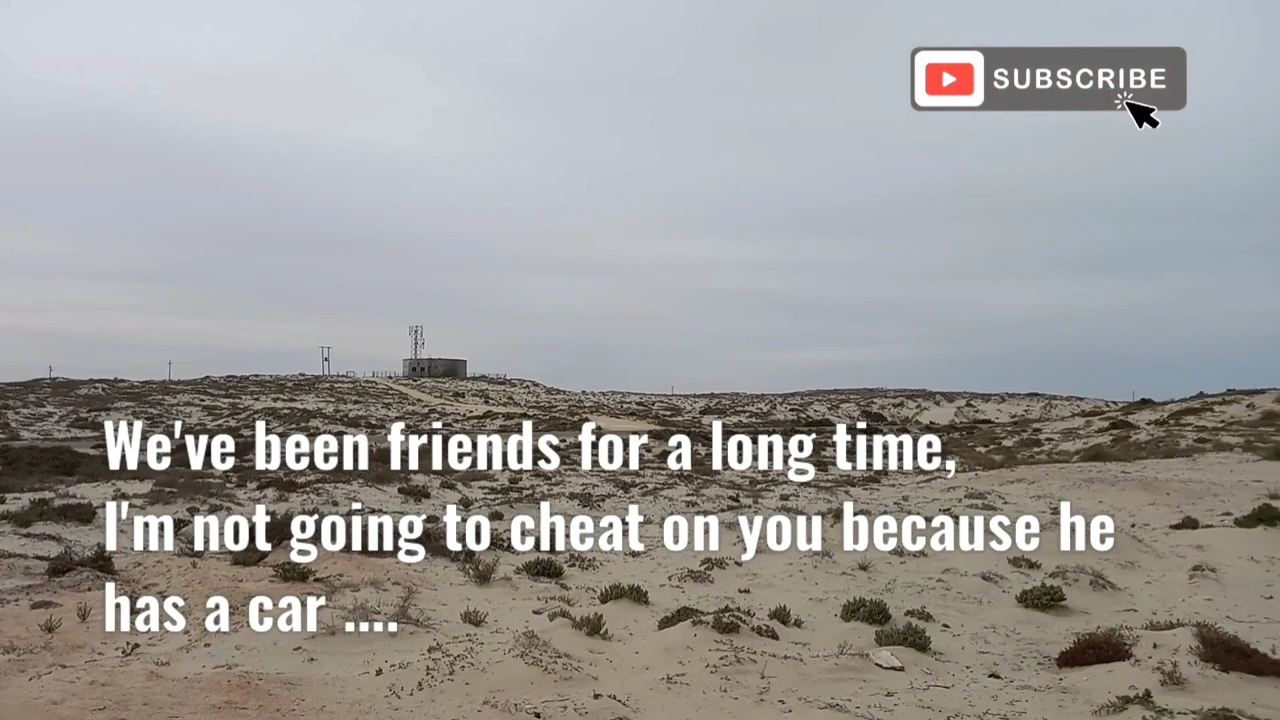 SUBSCRIBE
We've been friends for a long time,
I'm not going to cheat on you because he
has a car ....